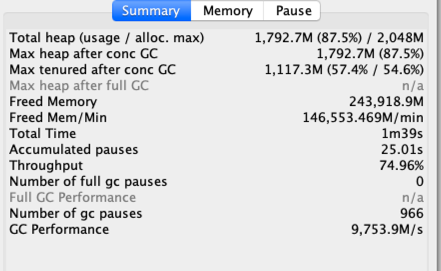 Summary Memory Pause
Total heap (usage / alloc. max) 1,792.7M (87.5%) / 2,048M
Max heap after conc GC 1,792.7M (87.5%)
Max tenured after conc GC 1,117.3M (57.4% / 54.6%)
Max heap after full GC n/a
Freed Memory 243,918.9M
Freed Mem/Min 146,553.469M/min
Total Time 1m39s
Accumulated pauses 25.01s
Throughput 74.96%
Number of full gc pauses 0
Full GC Performance n/a
Number of gc pauses 966
GC Performance 9,753.9M/s